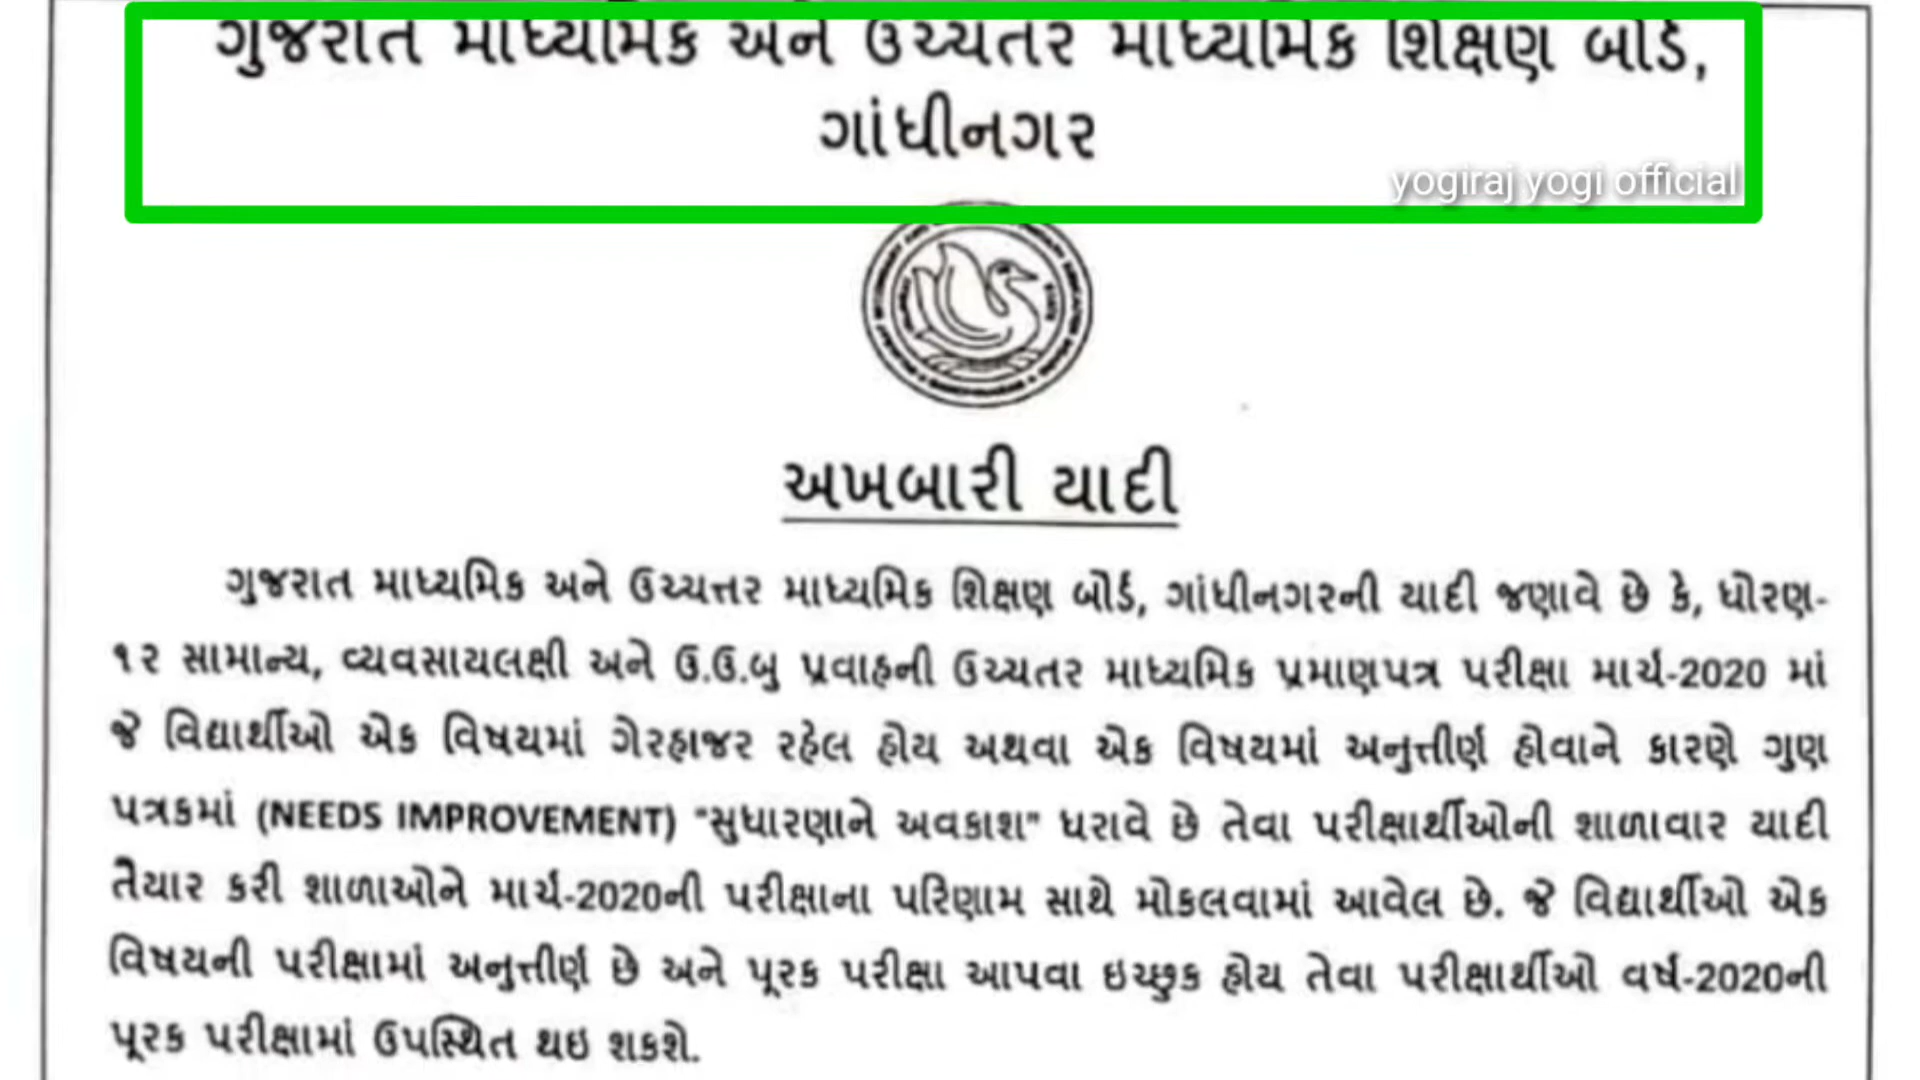 ગુજરાત માધ્યમિક અને ઉચ્ચતર માધ્યમિક શિક્ષણ બોર્ડ,
ગાંધીનગર
yogiraj yogi official
અખબારી યાદી
ગુજરાત માધ્યમિક અને ઉચ્ચત્તર માધ્યમિક શિક્ષણ બોર્ડ, ગાંધીનગરની યાદી જણાવે છે કે, ધોરણ-
૧૨ સામાન્ય, વ્યવસાયલક્ષી અને ઉ.ઉ.બુ પ્રવાહની ઉચ્ચતર માધ્યમિક પ્રમાણપત્ર પરીક્ષા માર્ચ-2020 માં
જે વિદ્યાર્થીઓ એક વિષયમાં ગેરહાજર રહેલ હોય અથવા એક વિષયમાં અનુત્તીર્ણ હોવાને કારણે ગુણ
પત્રકમાં (NEEDS IMPROVEMENT) "સુધારણાને અવકાશ" ધરાવે છે તેવા પરીક્ષાર્થીઓની શાળાવાર યાદી
તૈયાર કરી શાળાઓને માર્ચ-2020ની પરીક્ષાના પરિણામ સાથે મોકલવામાં આવેલ છે. જે વિદ્યાર્થીઓ એક
વિષયની પરીક્ષામાં અનુત્તીર્ણ છે અને પૂરક પરીક્ષા આપવા ઇચ્છુક હોય તેવા પરીક્ષાર્થીઓ વર્ષ-2020ની
પૂરક પરીક્ષામાં ઉપસ્થિત થઇ શકશે.